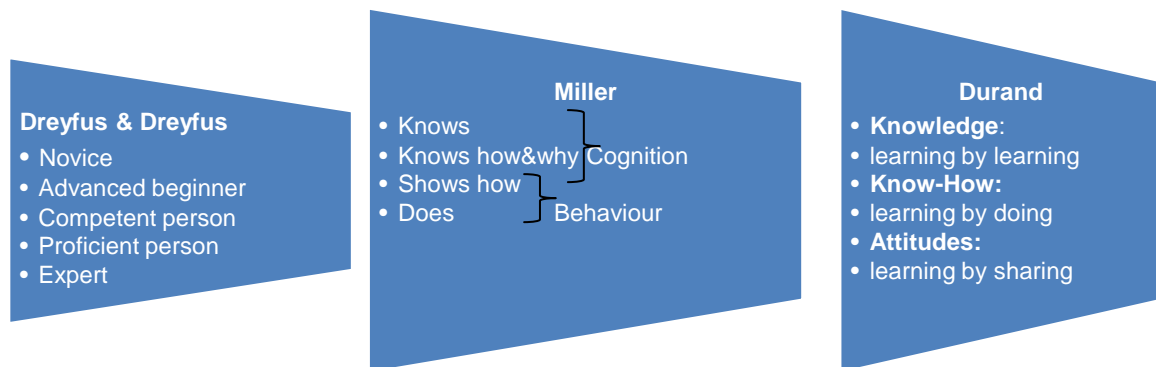 Dreyfus & Dreyfus
• Novice
• Advanced beginner
• Competent person
• Proficient person
• Expert
Miller
• Knows
• Knows how&why Cognition
• Shows how
• Does Behaviour
Durand
• Knowledge:
• learning by learning
• Know-How:
• learning by doing
• Attitudes:
• learning by sharing